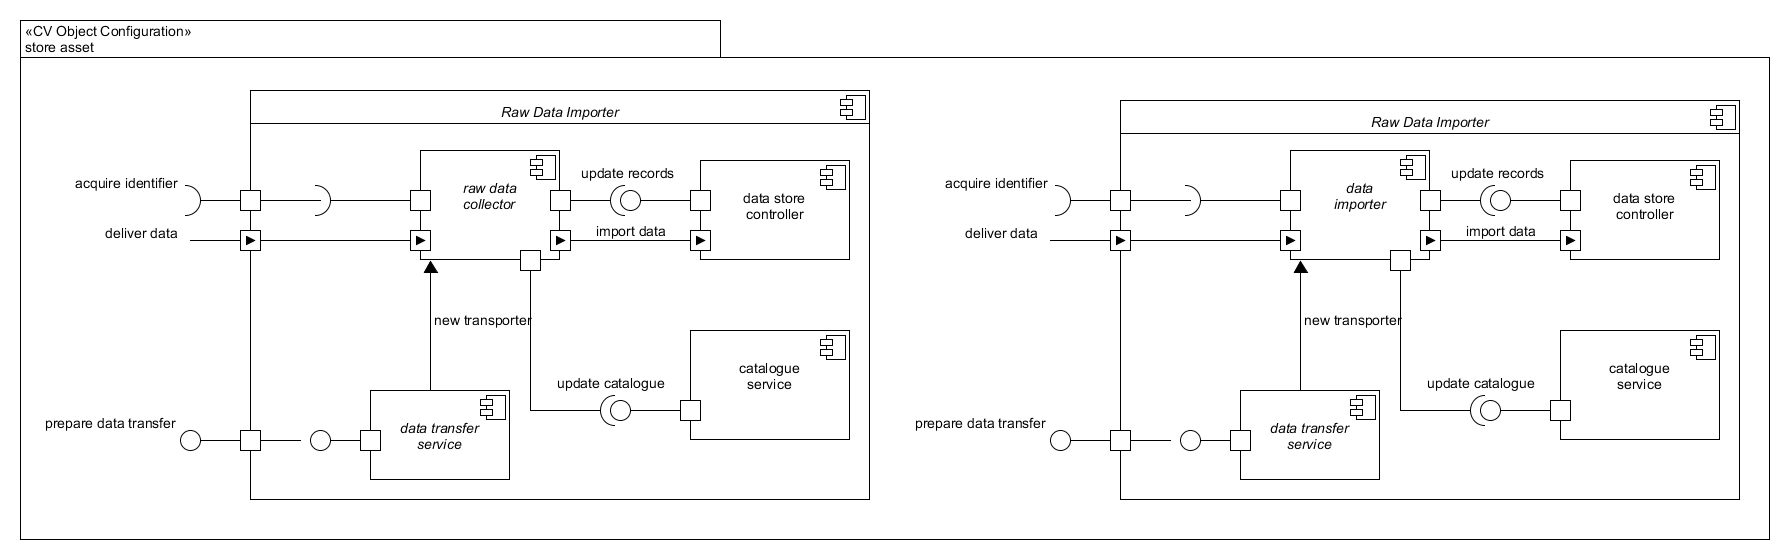 «CV Object Configuration»
store asset
Raw Data Importer
acquire identifier
deliver data
raw data
collector
update records
import data
data store
controller
new transporter
prepare data transfer
data transfer
service
update catalogue
catalogue
service
Raw Data Importer
acquire identifier
deliver data
data
importer
update records
import data
data store
controller
new transporter
prepare data transfer
data transfer
service
update catalogue
catalogue
service